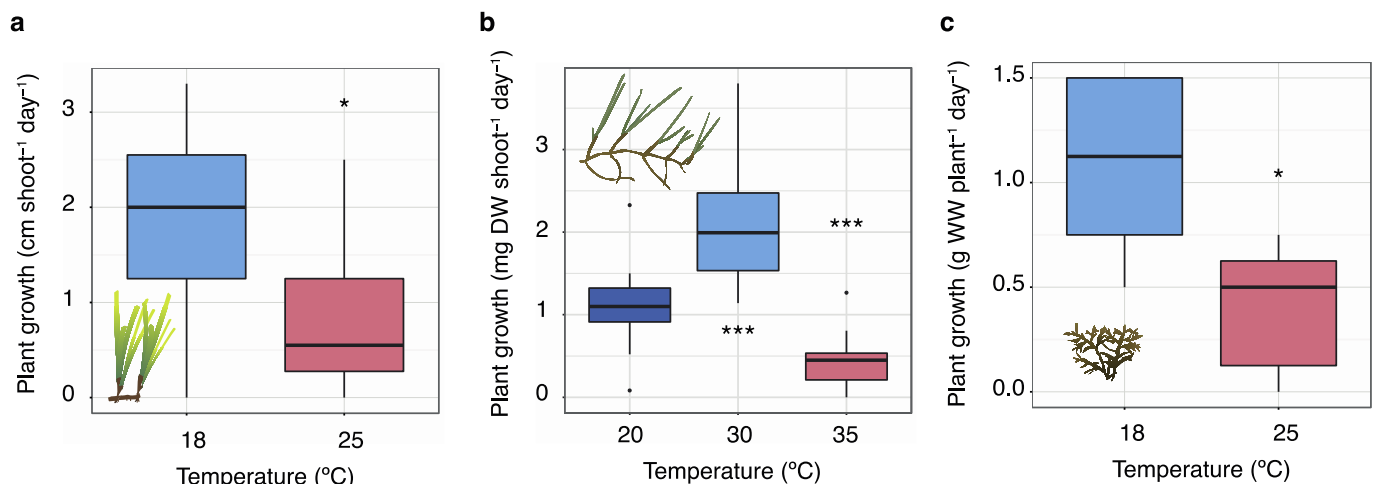 a
Plant growth (cm shoot⁻¹ day⁻¹)
3
2
1
0
*
18
25
Temperature (ºC)
b
Plant growth (mg DW shoot⁻¹ day⁻¹)
3
2
1
0
***
***
20
30
35
Temperature (ºC)
c
Plant growth (g WW plant⁻¹ day⁻¹)
1.5
1.0
0.5
0.0
*
18
25
Temperature (ºC)